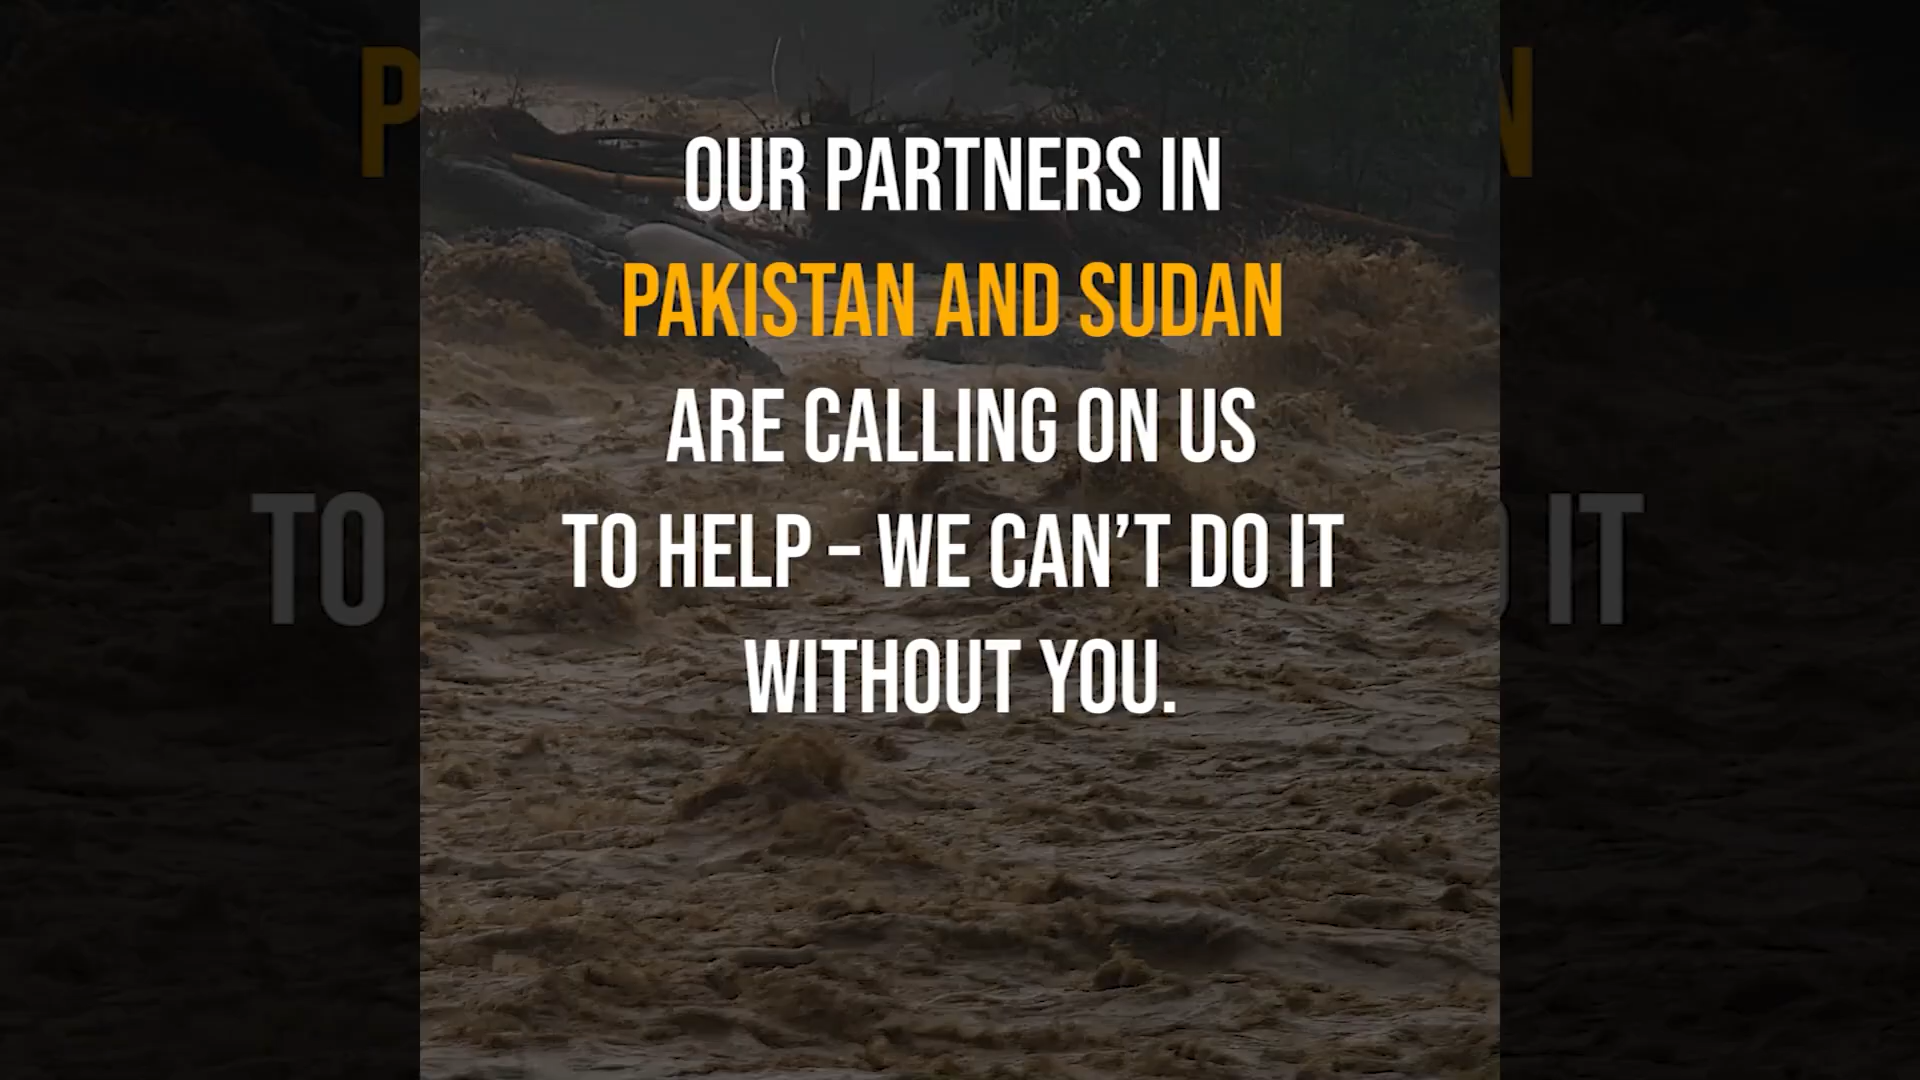 OUR PARTNERS IN
PAKISTAN AND SUDAN
ARE CALLING ON US
TO HELP – WE CAN’T DO IT
WITHOUT YOU.